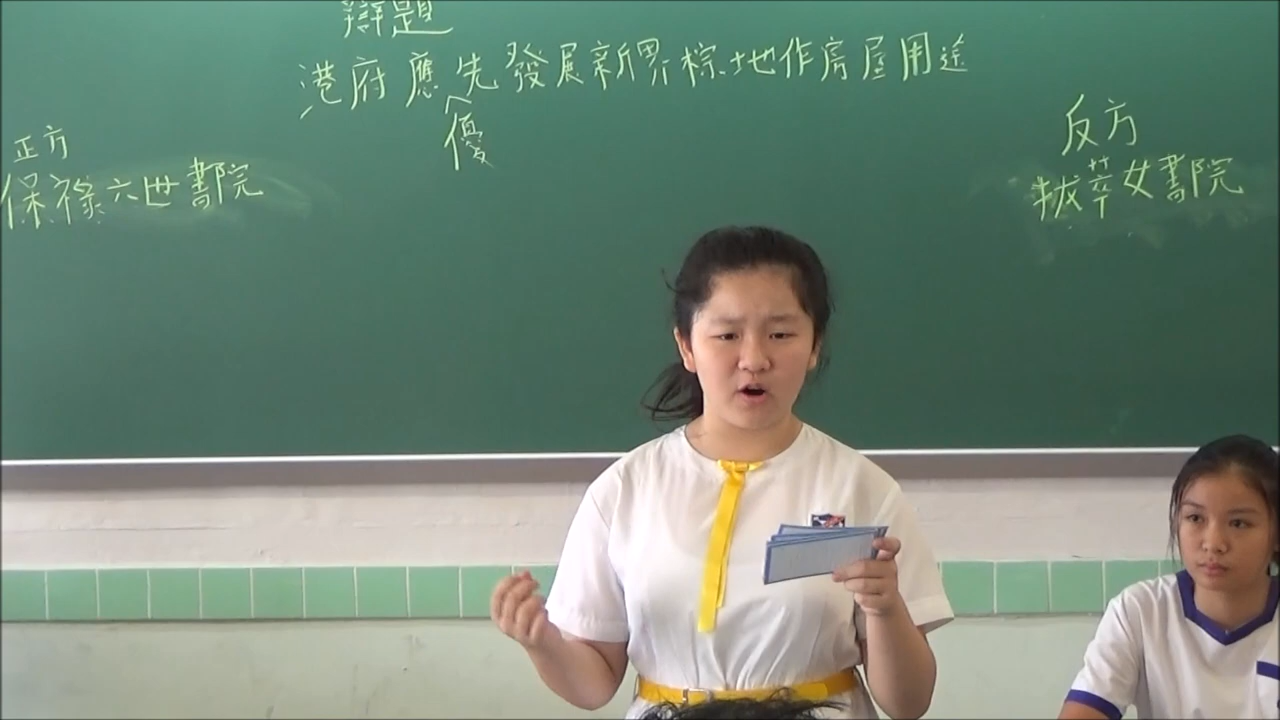 辯題
港府應優先發展新界棕地作房屋用途
正方
保祿六世書院
反方
拔萃女書院